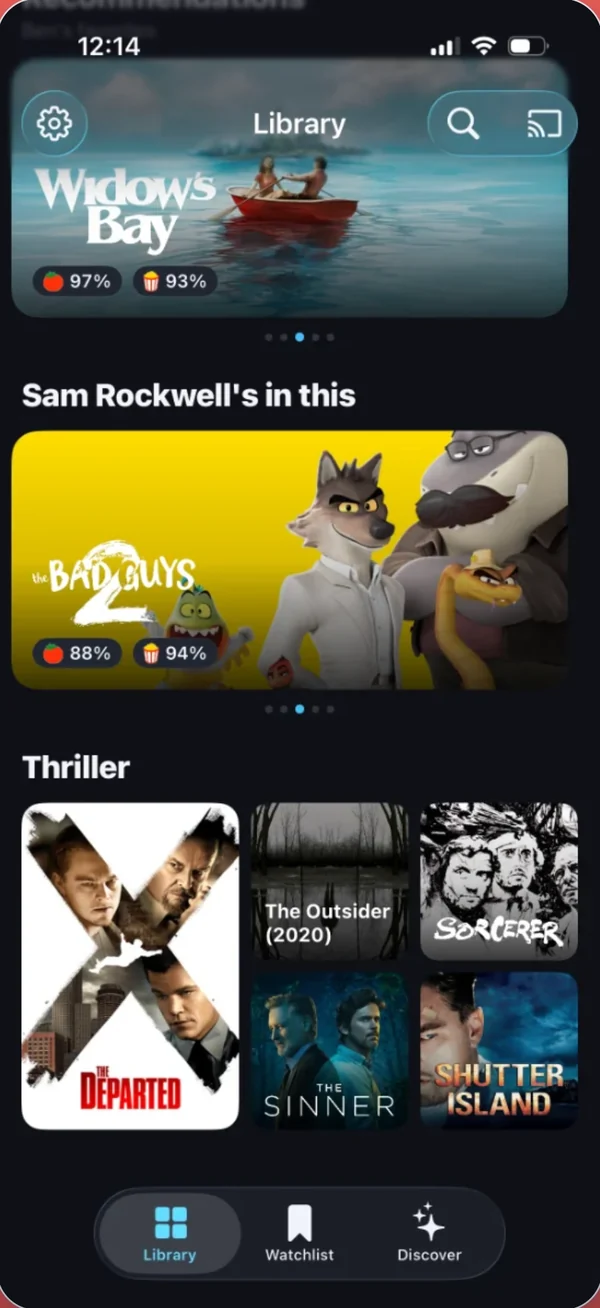 Recommendations
12:14
Library
Widow's
Bay
97% 93%
Sam Rockwell's in this
the BAD GUYS
2
88% 94%
Thriller
THE
DEPARTED
The Outsider
(2020)
SORCERER
THE
SINNER
SHUTTER
ISLAND
Library Watchlist Discover